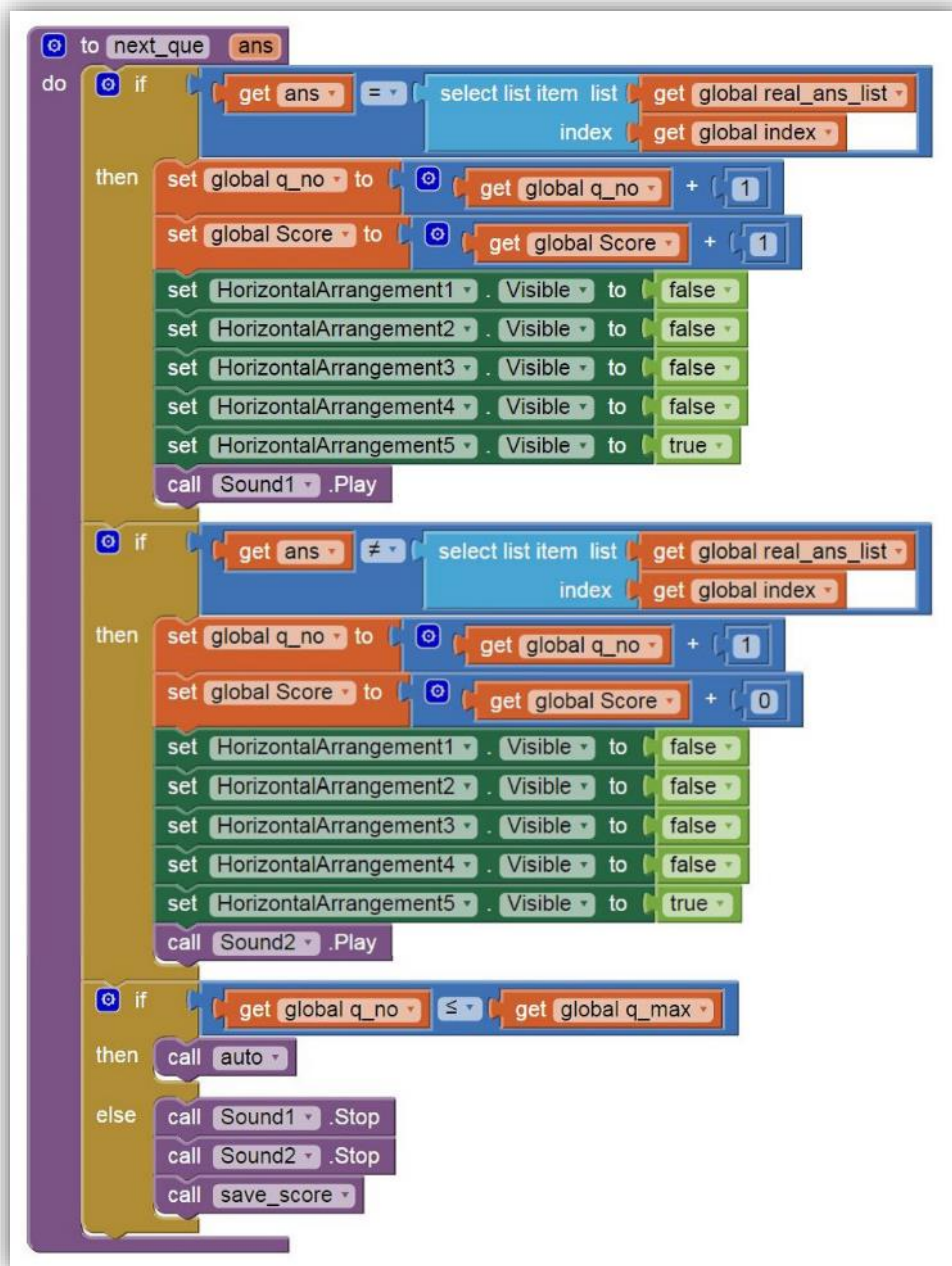 to next_que ans
do if get ans = select list item list get global real_ans_list
index get global index
then set global q_no to get global q_no + 1
set global Score to get global Score + 1
set HorizontalArrangement1 . Visible to false
set HorizontalArrangement2 . Visible to false
set HorizontalArrangement3 . Visible to false
set HorizontalArrangement4 . Visible to false
set HorizontalArrangement5 . Visible to true
call Sound1 .Play
if get ans ≠ select list item list get global real_ans_list
index get global index
then set global q_no to get global q_no + 1
set global Score to get global Score + 0
set HorizontalArrangement1 . Visible to false
set HorizontalArrangement2 . Visible to false
set HorizontalArrangement3 . Visible to false
set HorizontalArrangement4 . Visible to false
set HorizontalArrangement5 . Visible to true
call Sound2 .Play
if get global q_no ≤ get global q_max
then call auto
else call Sound1 .Stop
call Sound2 .Stop
call save_score